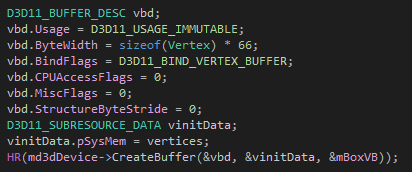 D3D11_BUFFER_DESC vbd;
vbd.Usage = D3D11_USAGE_IMMUTABLE;
vbd.ByteWidth = sizeof(Vertex) * 66;
vbd.BindFlags = D3D11_BIND_VERTEX_BUFFER;
vbd.CPUAccessFlags = 0;
vbd.MiscFlags = 0;
vbd.StructureByteStride = 0;
D3D11_SUBRESOURCE_DATA vinitData;
vinitData.pSysMem = vertices;
HR(md3dDevice->CreateBuffer(&vbd, &vinitData, &mBoxVB));